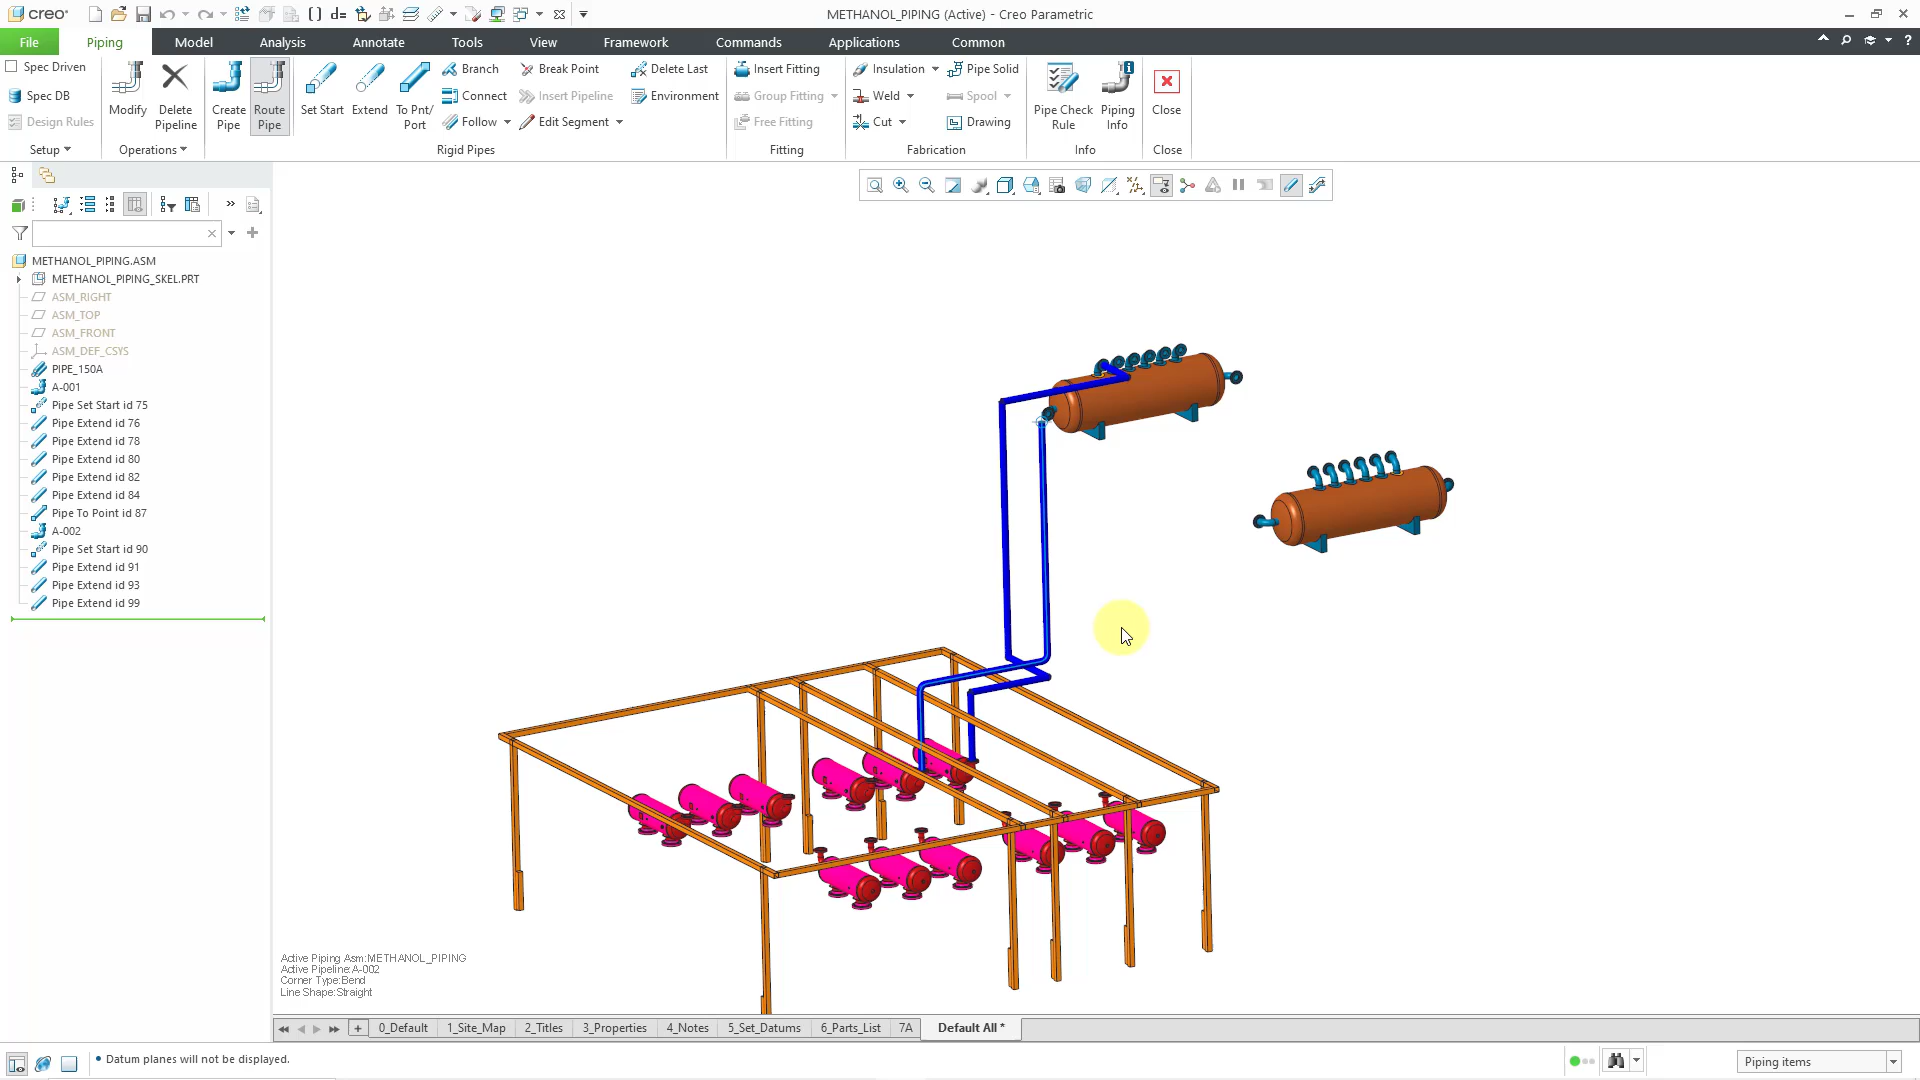 creo
METHANOL_PIPING (Active) - Creo Parametric
File Piping Model Analysis Annotate Tools View Framework Commands Applications Common
Spec Driven
Spec DB
Design Rules
Setup
Modify
Delete Pipeline
Operations
Create Pipe
Route Pipe
Set Start
Extend
To Pnt/ Port
Branch
Connect
Follow
Break Point
Insert Pipeline
Edit Segment
Delete Last
Environment
Rigid Pipes
Insert Fitting
Group Fitting
Free Fitting
Fitting
Insulation
Weld
Cut
Pipe Solid
Spool
Drawing
Fabrication
Pipe Check Rule
Piping Info
Info
Close
Close
METHANOL_PIPING.ASM
METHANOL_PIPING_SKEL.PRT
ASM_RIGHT
ASM_TOP
ASM_FRONT
ASM_DEF_CSYS
PIPE_150A
A-001
Pipe Set Start id 75
Pipe Extend id 76
Pipe Extend id 78
Pipe Extend id 80
Pipe Extend id 82
Pipe Extend id 84
Pipe To Point id 87
A-002
Pipe Set Start id 90
Pipe Extend id 91
Pipe Extend id 93
Pipe Extend id 99
Active Piping Asm:METHANOL_PIPING
Active Pipeline:A-002
Corner Type:Bend
Line Shape:Straight
0_Default 1_Site_Map 2_Titles 3_Properties 4_Notes 5_Set_Datums 6_Parts_List 7A Default All *
• Datum planes will not be displayed.
Piping items